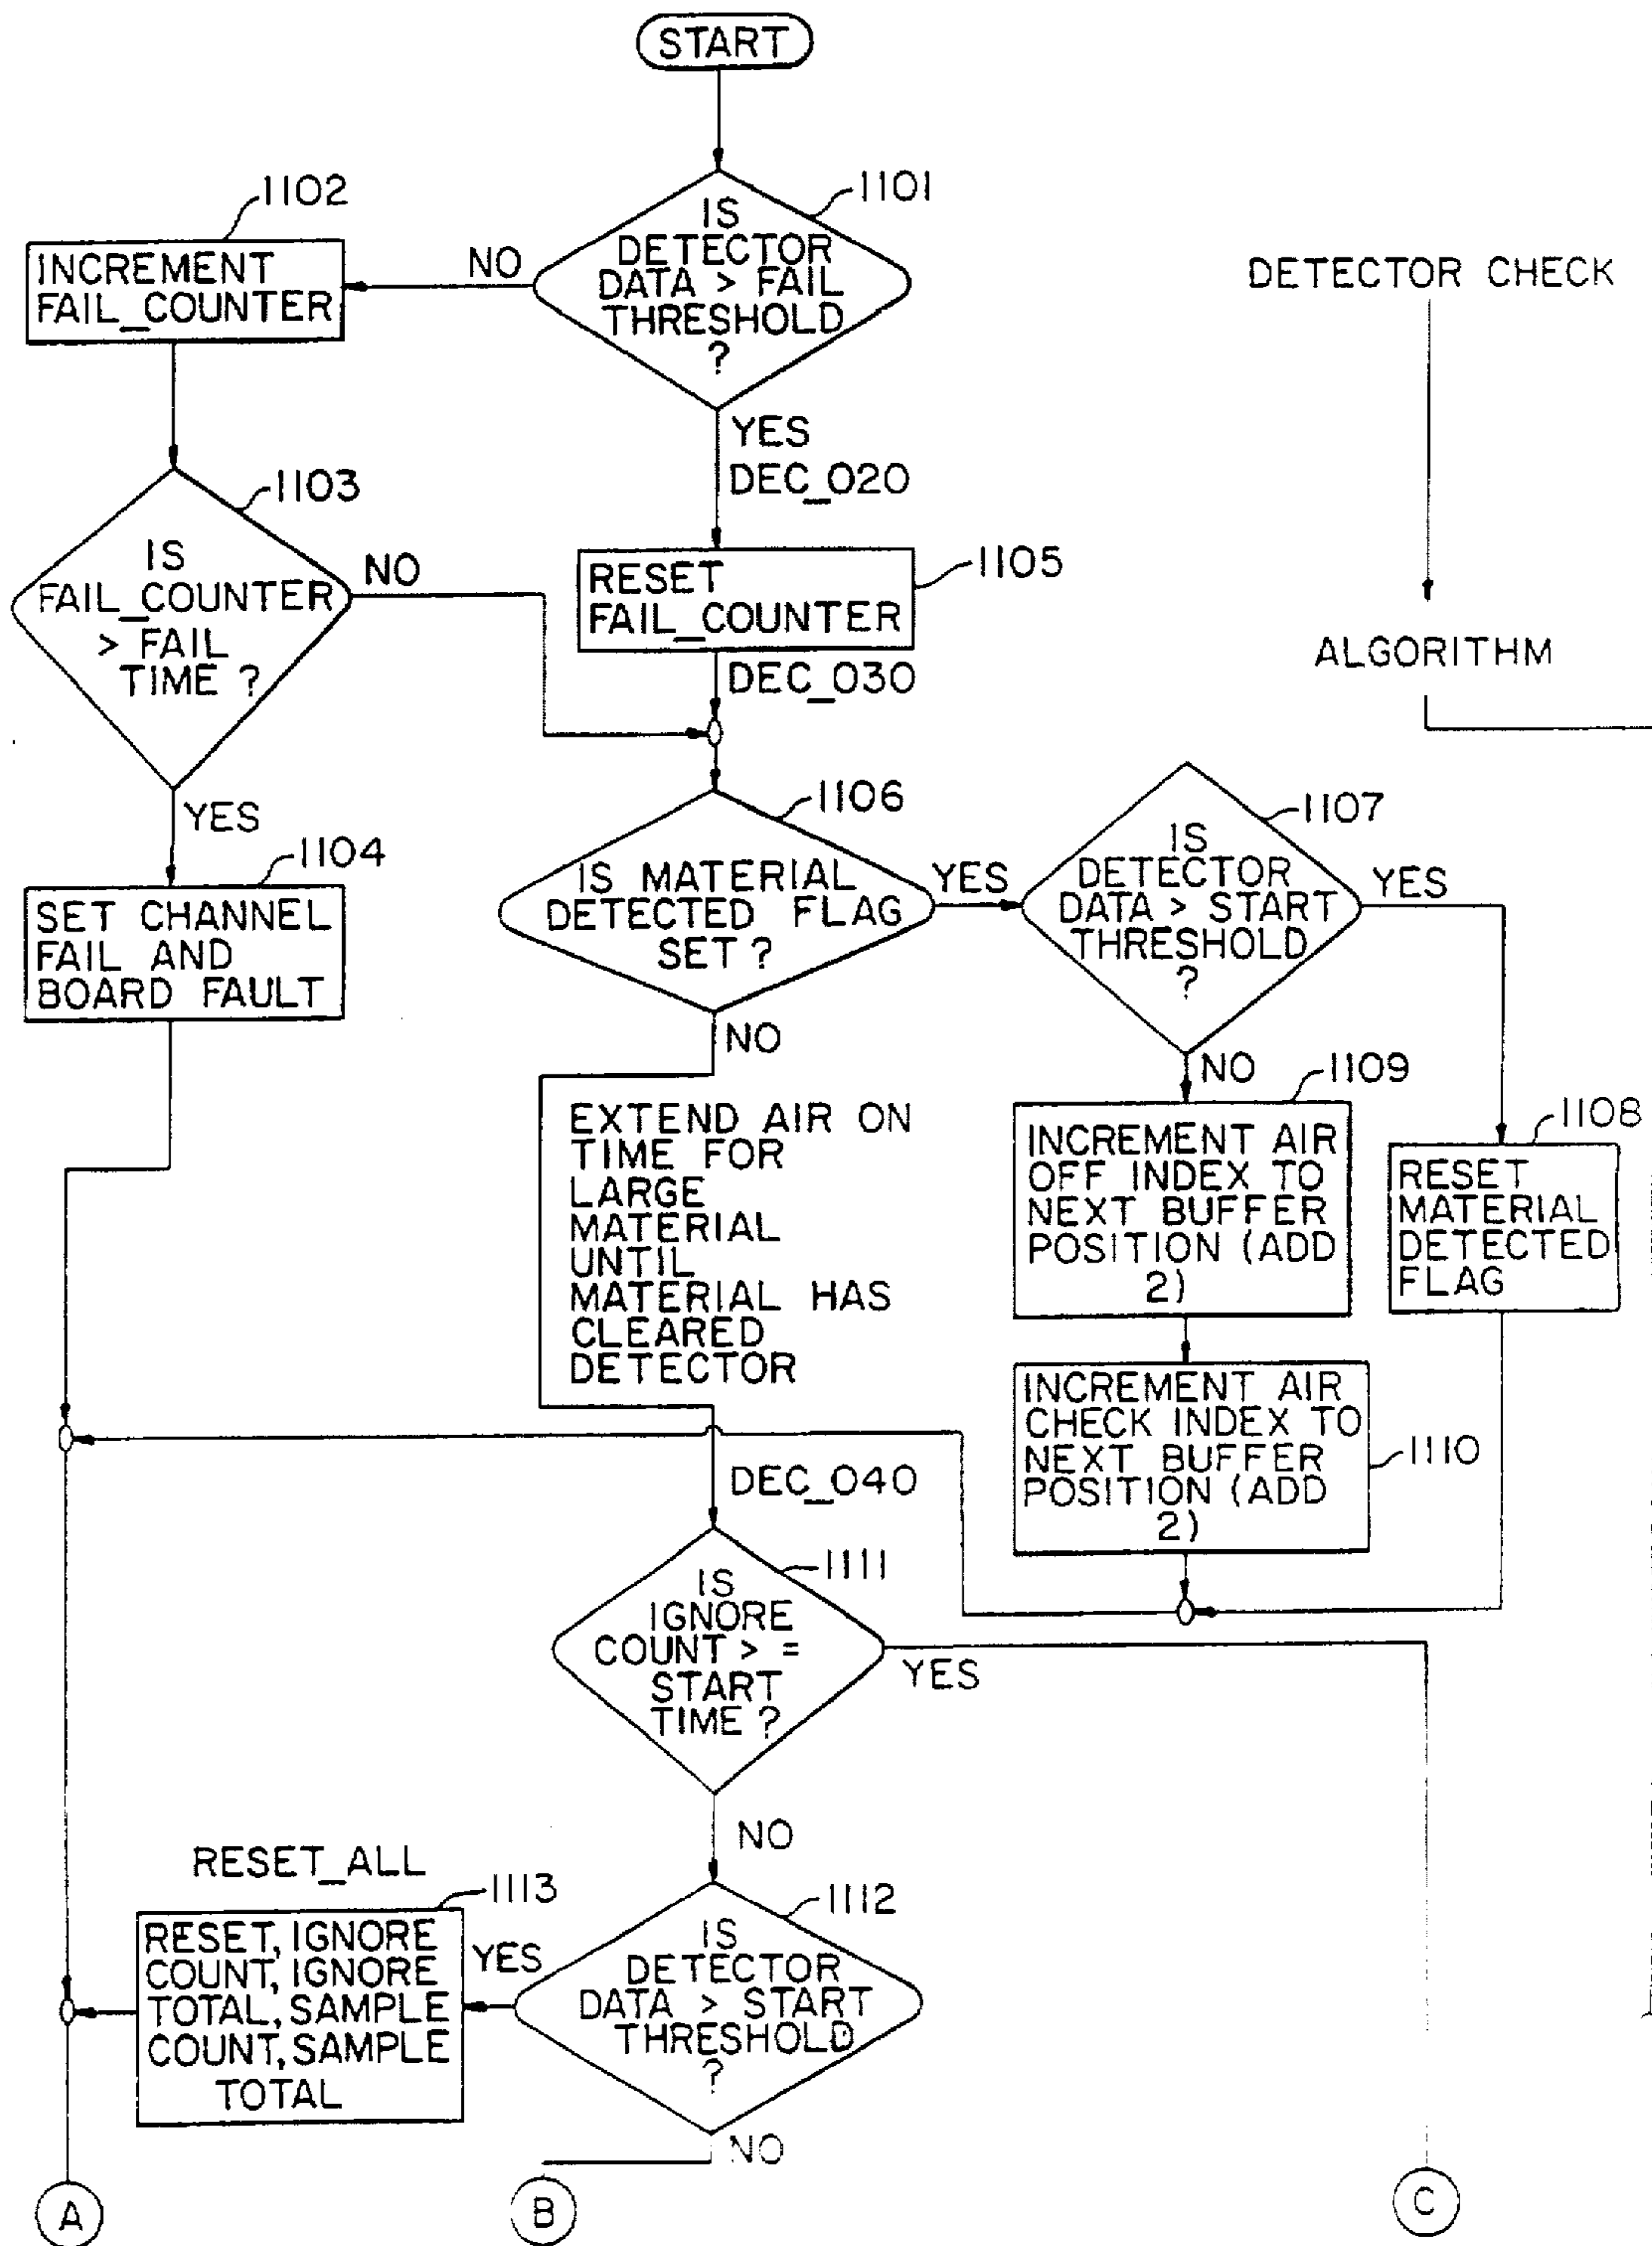 START
1101
IS
DETECTOR
DATA > FAIL
THRESHOLD
?
NO
1102
INCREMENT
FAIL_COUNTER
DETECTOR CHECK
YES
DEC_020
1103
IS
FAIL_COUNTER
> FAIL
TIME ?
NO
1105
RESET
FAIL_COUNTER
DEC_030
ALGORITHM
YES
1104
SET CHANNEL
FAIL AND
BOARD FAULT
1106
IS MATERIAL
DETECTED FLAG
SET ?
YES
NO
1107
IS
DETECTOR
DATA > START
THRESHOLD
?
YES
NO
EXTEND AIR ON
TIME FOR
LARGE
MATERIAL
UNTIL
MATERIAL HAS
CLEARED
DETECTOR
1109
INCREMENT AIR
OFF INDEX TO
NEXT BUFFER
POSITION (ADD
2)
1108
RESET
MATERIAL
DETECTED
FLAG
INCREMENT AIR
CHECK INDEX TO
NEXT BUFFER
POSITION (ADD
2)
1110
DEC_040
1111
IS
IGNORE
COUNT > =
START
TIME ?
YES
NO
RESET_ALL
1113
RESET, IGNORE
COUNT, IGNORE
TOTAL, SAMPLE
COUNT, SAMPLE
TOTAL
YES
1112
IS
DETECTOR
DATA > START
THRESHOLD
?
NO
A
B
C